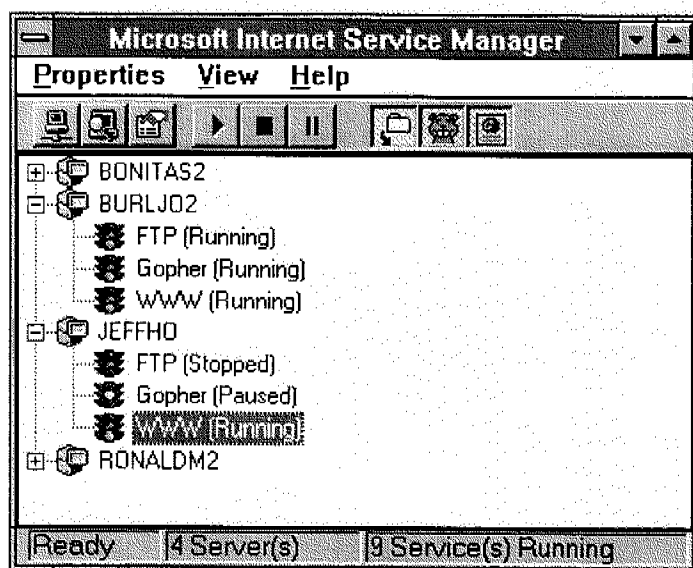 Microsoft Internet Service Manager
Properties View Help
BONITAS2
BURLJO2
FTP (Running)
Gopher (Running)
WWW (Running)
JEFFHO
FTP (Stopped)
Gopher (Paused)
WWW (Running)
RONALDM2
Ready 4 Server(s) 9 Service(s) Running